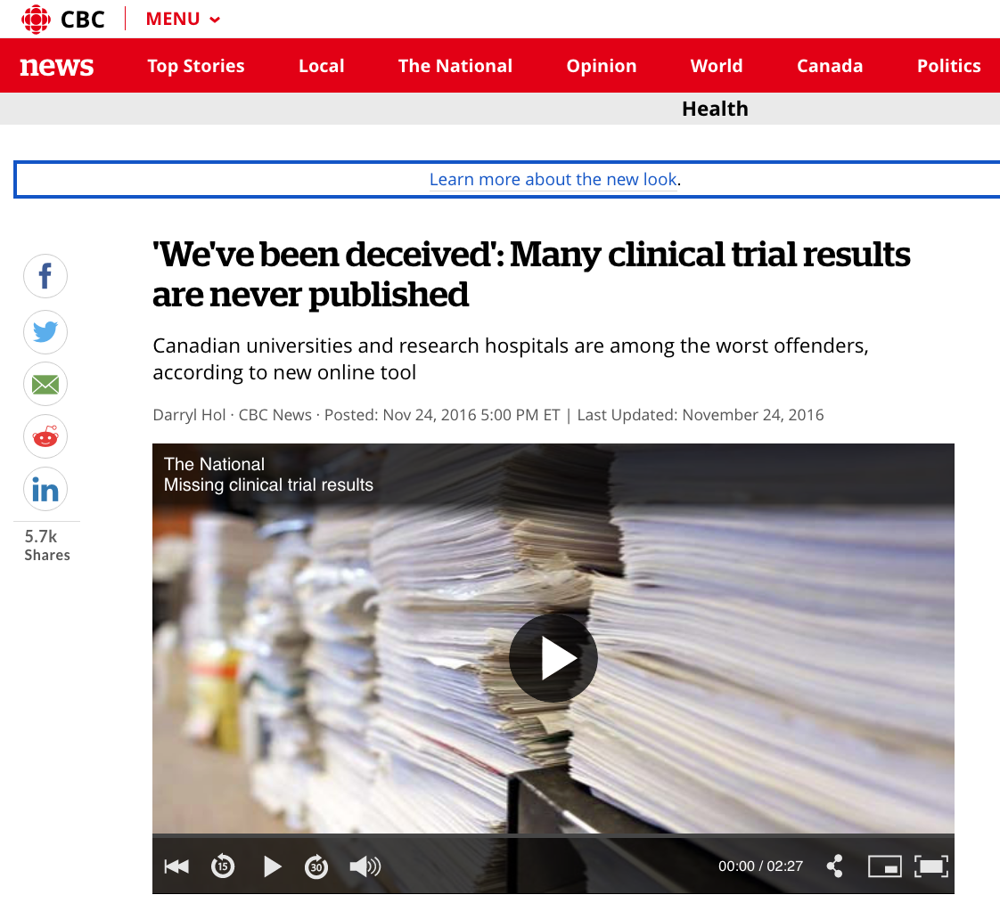 CBC MENU
news Top Stories Local The National Opinion World Canada Politics
Health
Learn more about the new look.
'We've been deceived': Many clinical trial results
are never published
Canadian universities and research hospitals are among the worst offenders,
according to new online tool
Darryl Hol · CBC News · Posted: Nov 24, 2016 5:00 PM ET | Last Updated: November 24, 2016
f
in
5.7k
Shares
The National
Missing clinical trial results
15 30 00:00 / 02:27